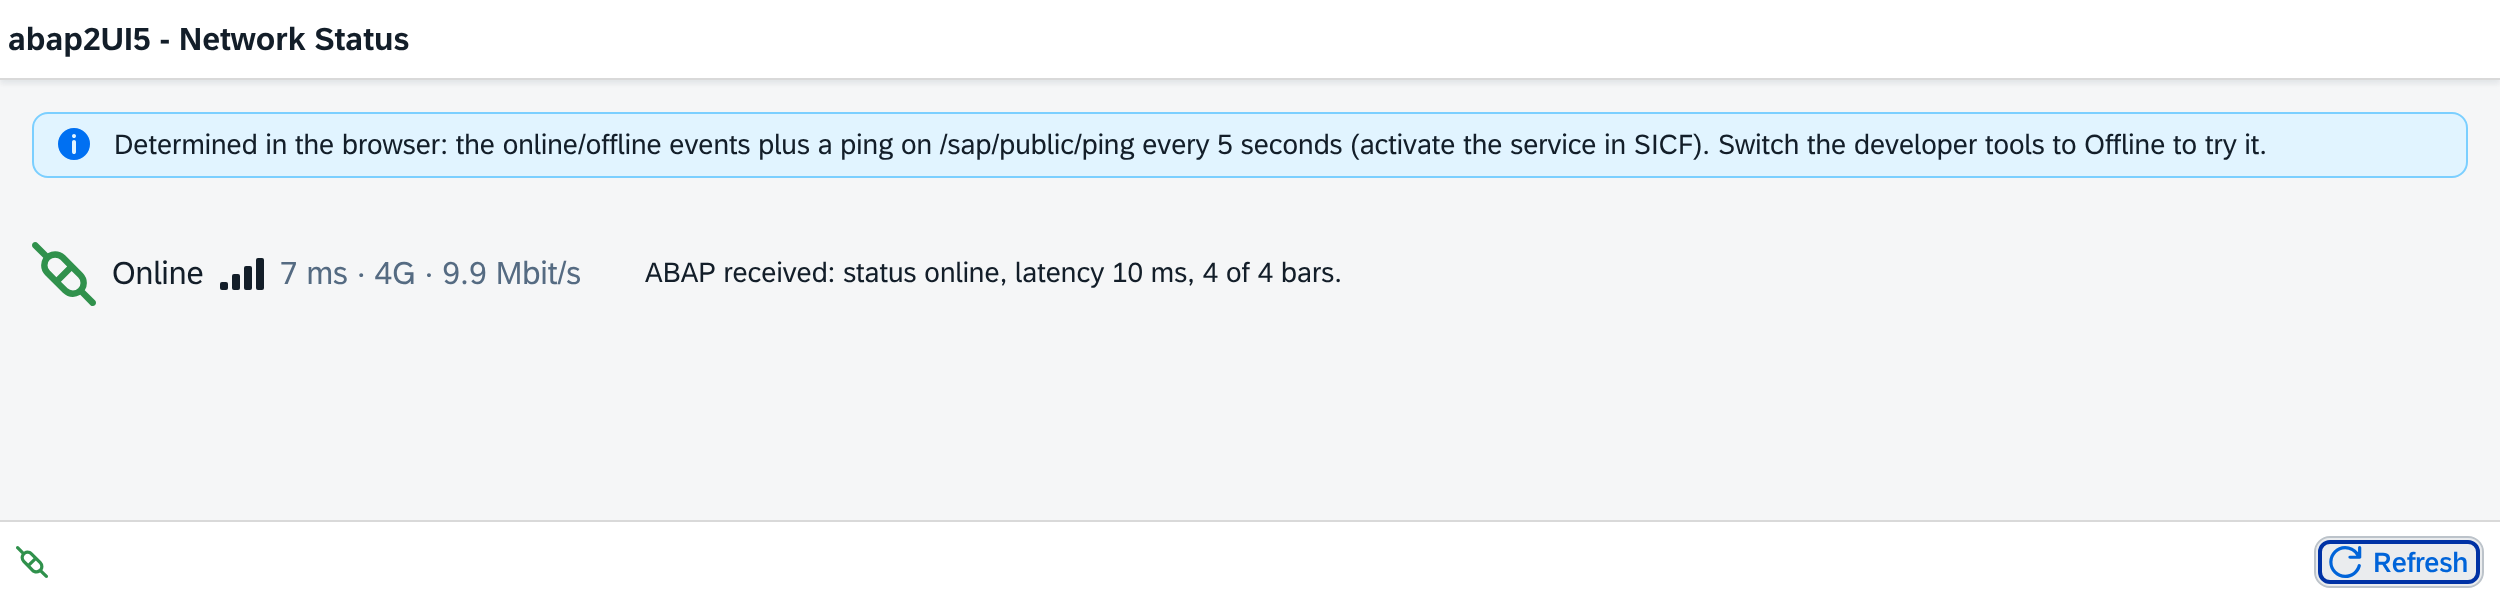 abap2UI5 - Network Status
Determined in the browser: the online/offline events plus a ping on /sap/public/ping every 5 seconds (activate the service in SICF). Switch the developer tools to Offline to try it.
Online 7 ms · 4G · 9.9 Mbit/s ABAP received: status online, latency 10 ms, 4 of 4 bars.
Refresh